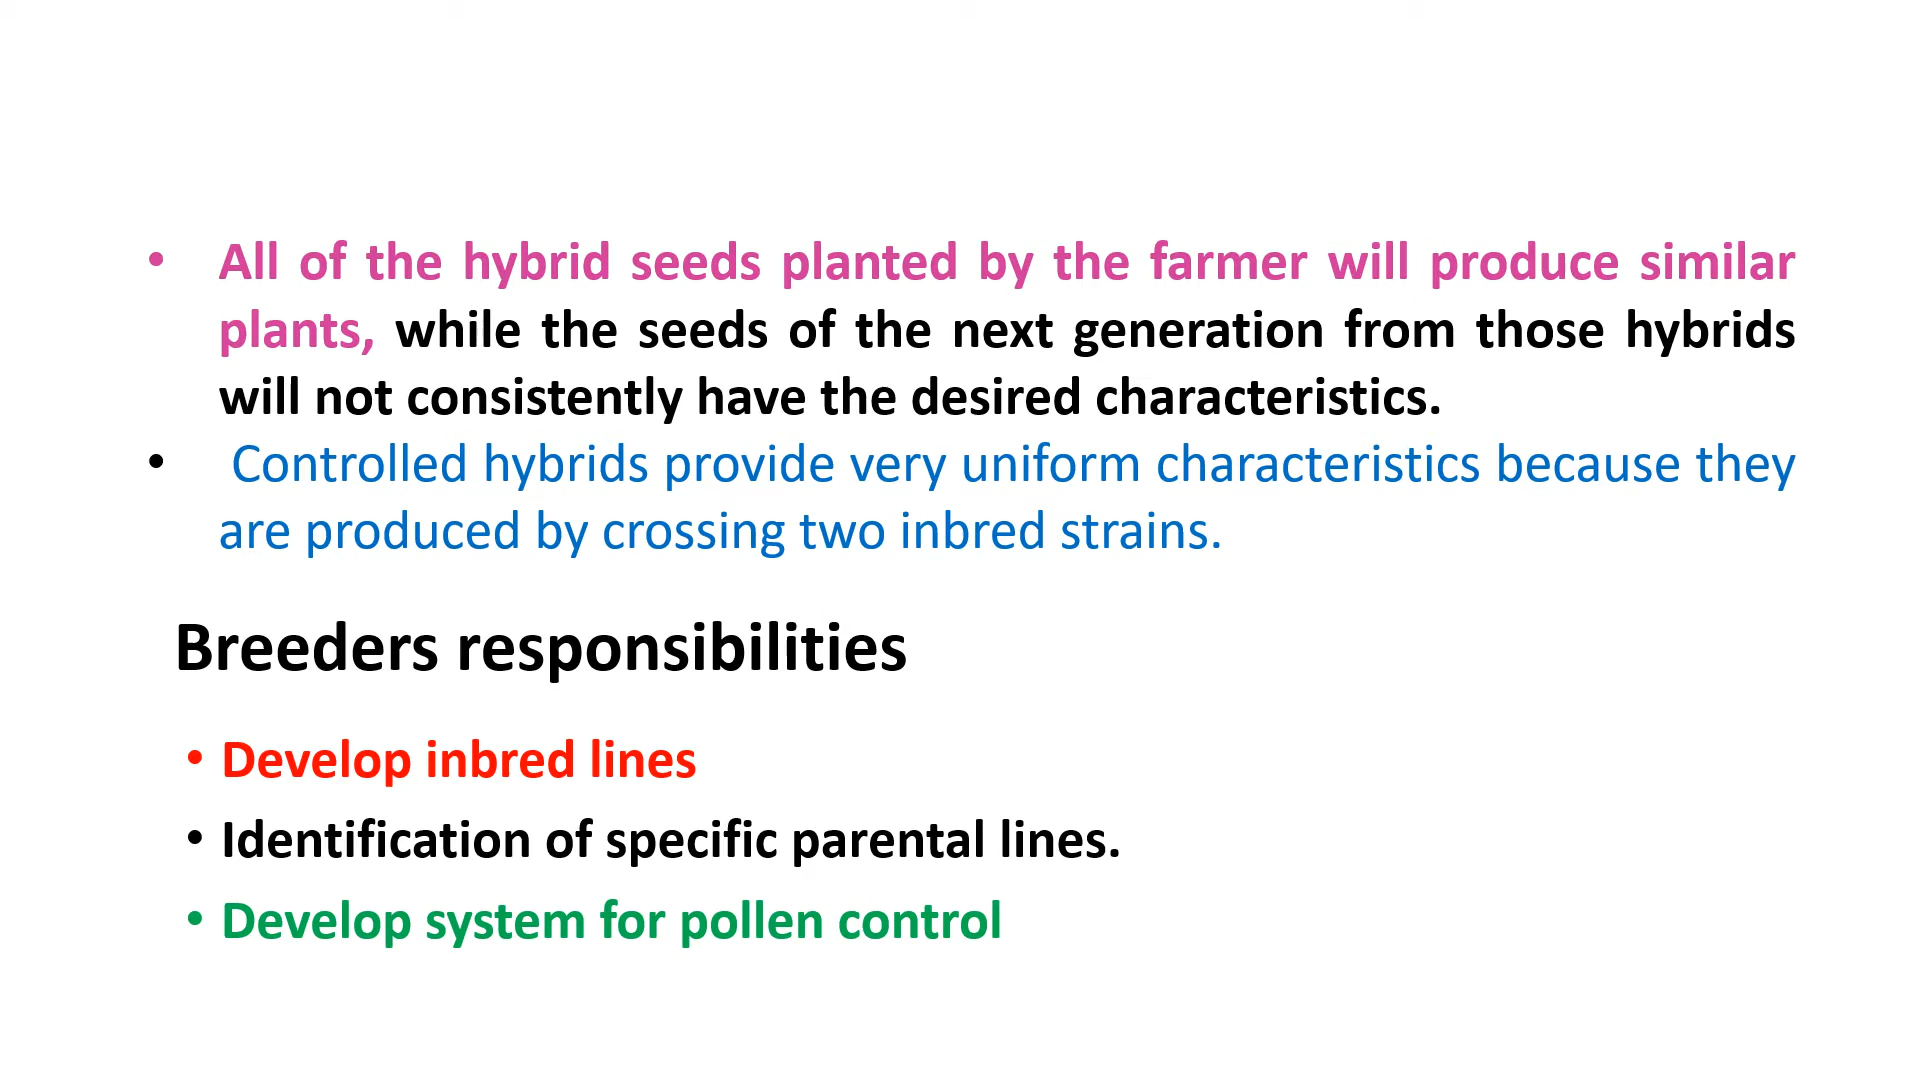 • All of the hybrid seeds planted by the farmer will produce similar
plants, while the seeds of the next generation from those hybrids
will not consistently have the desired characteristics.
• Controlled hybrids provide very uniform characteristics because they
are produced by crossing two inbred strains.
Breeders responsibilities
• Develop inbred lines
• Identification of specific parental lines.
• Develop system for pollen control